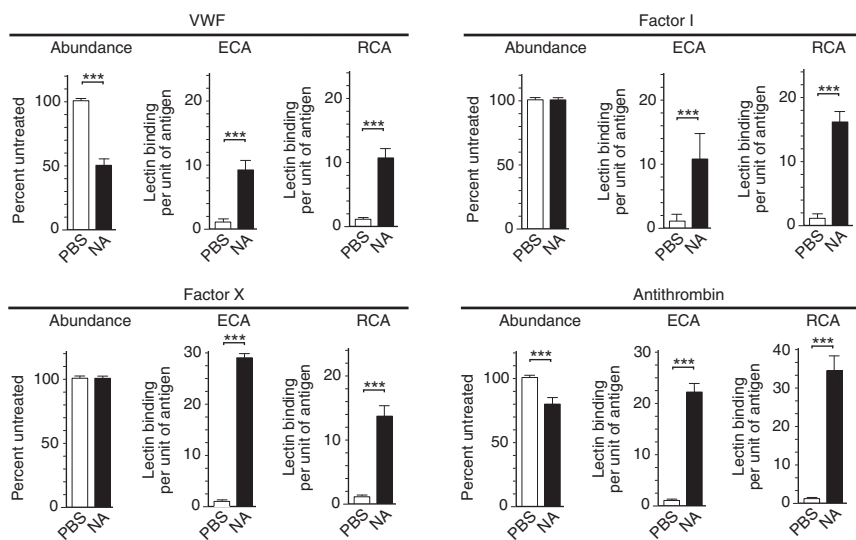 VWF
Abundance ECA RCA
Percent untreated
100
50
0
***
PBS NA
Lectin binding
per unit of antigen
20
10
0
***
PBS NA
Lectin binding
per unit of antigen
20
10
0
***
PBS NA
Factor I
Abundance ECA RCA
Percent untreated
100
50
0
PBS NA
Lectin binding
per unit of antigen
20
10
0
***
PBS NA
Lectin binding
per unit of antigen
20
10
0
***
PBS NA
Factor X
Abundance ECA RCA
Percent untreated
100
50
0
PBS NA
Lectin binding
per unit of antigen
30
20
10
0
***
PBS NA
Lectin binding
per unit of antigen
20
10
0
***
PBS NA
Antithrombin
Abundance ECA RCA
Percent untreated
100
50
0
***
PBS NA
Lectin binding
per unit of antigen
30
20
10
0
***
PBS NA
Lectin binding
per unit of antigen
40
30
20
10
0
***
PBS NA